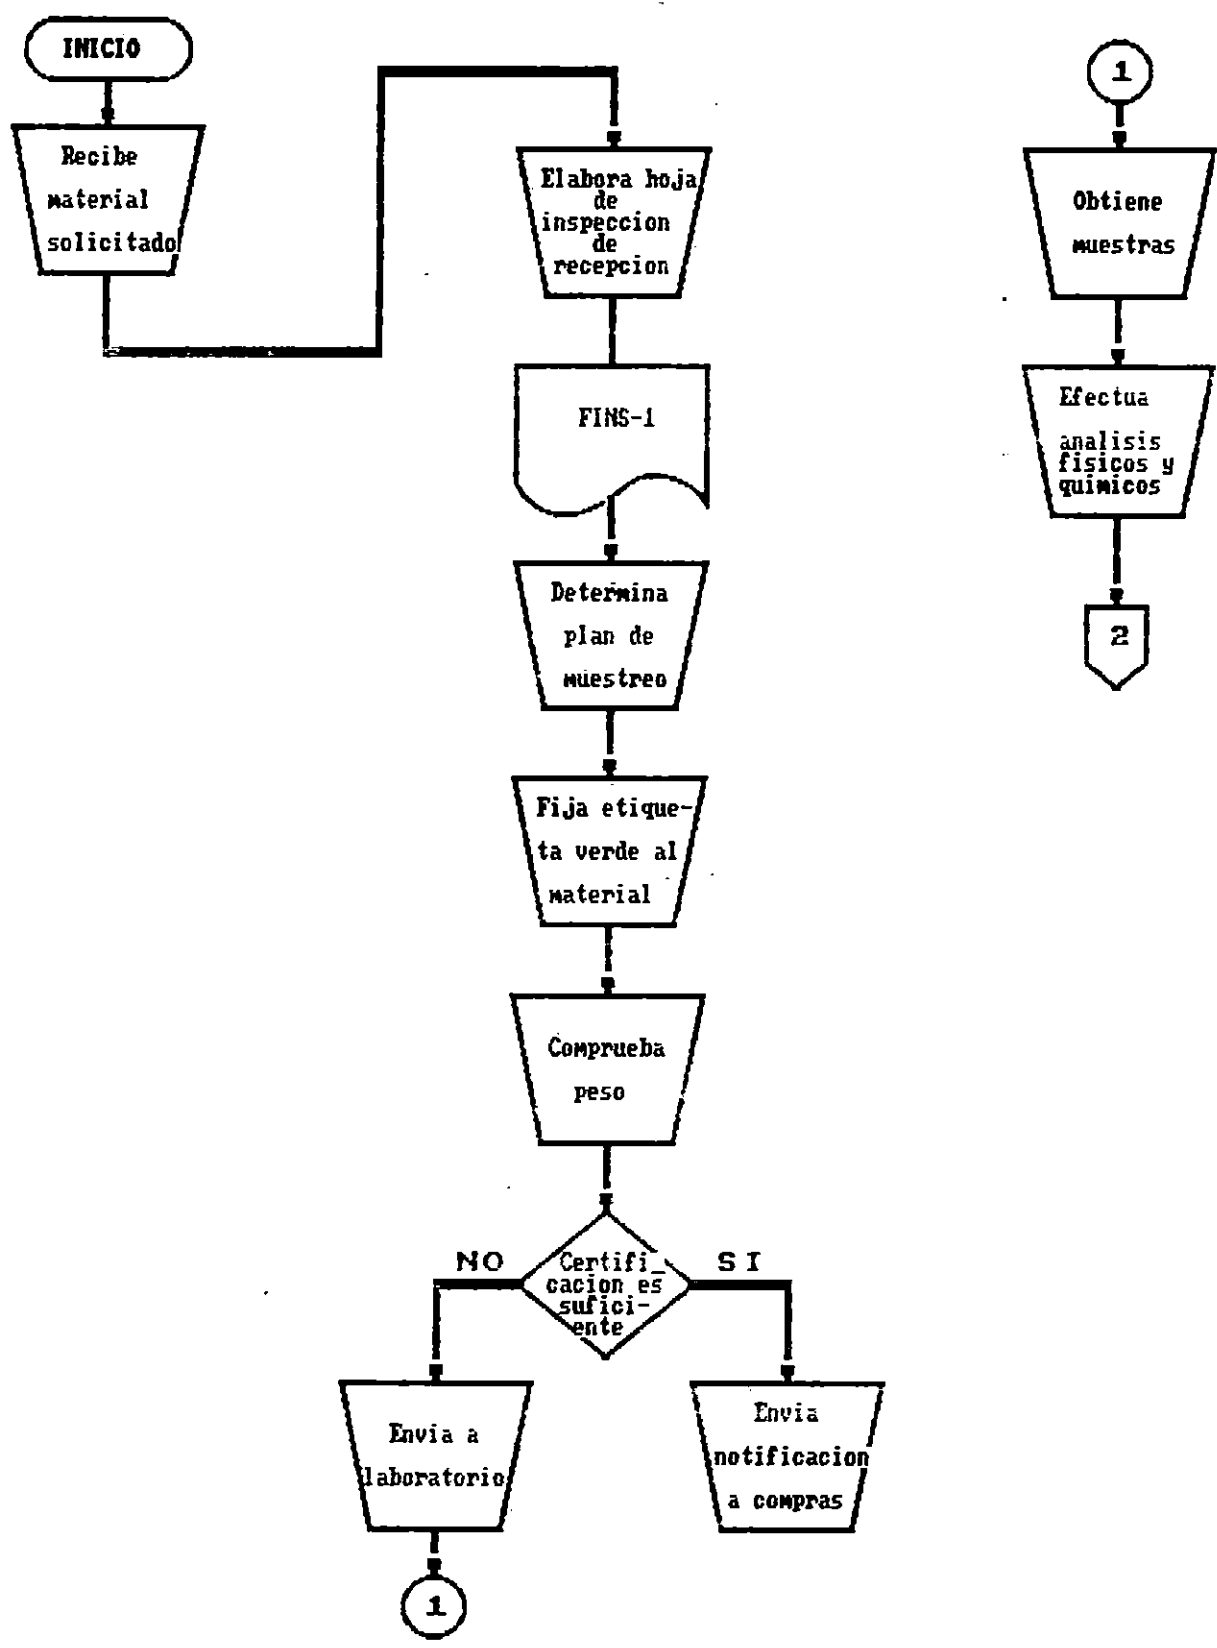 INICIO
Recibe
material
solicitado
Elabora hoja
de
inspeccion
de
recepcion
FINS-1
Determina
plan de
muestreo
Fija etique-
ta verde al
material
Comprueba
peso
Certifi_
cacion es
sufici-
ente
NO
SI
Envia a
laboratorio
1
Envia
notificacion
a compras
1
Obtiene
muestras
Efectua
analisis
fisicos y
quimicos
2